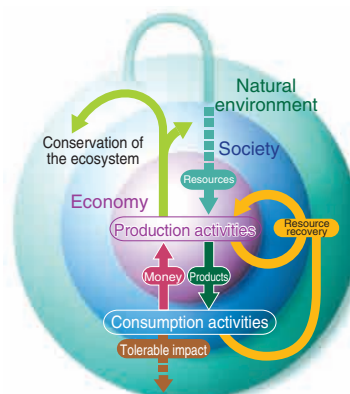 Natural
environment
Conservation of
the ecosystem
Society
Resources
Economy
Production activities
Resource
recovery
Money
Products
Consumption activities
Tolerable impact